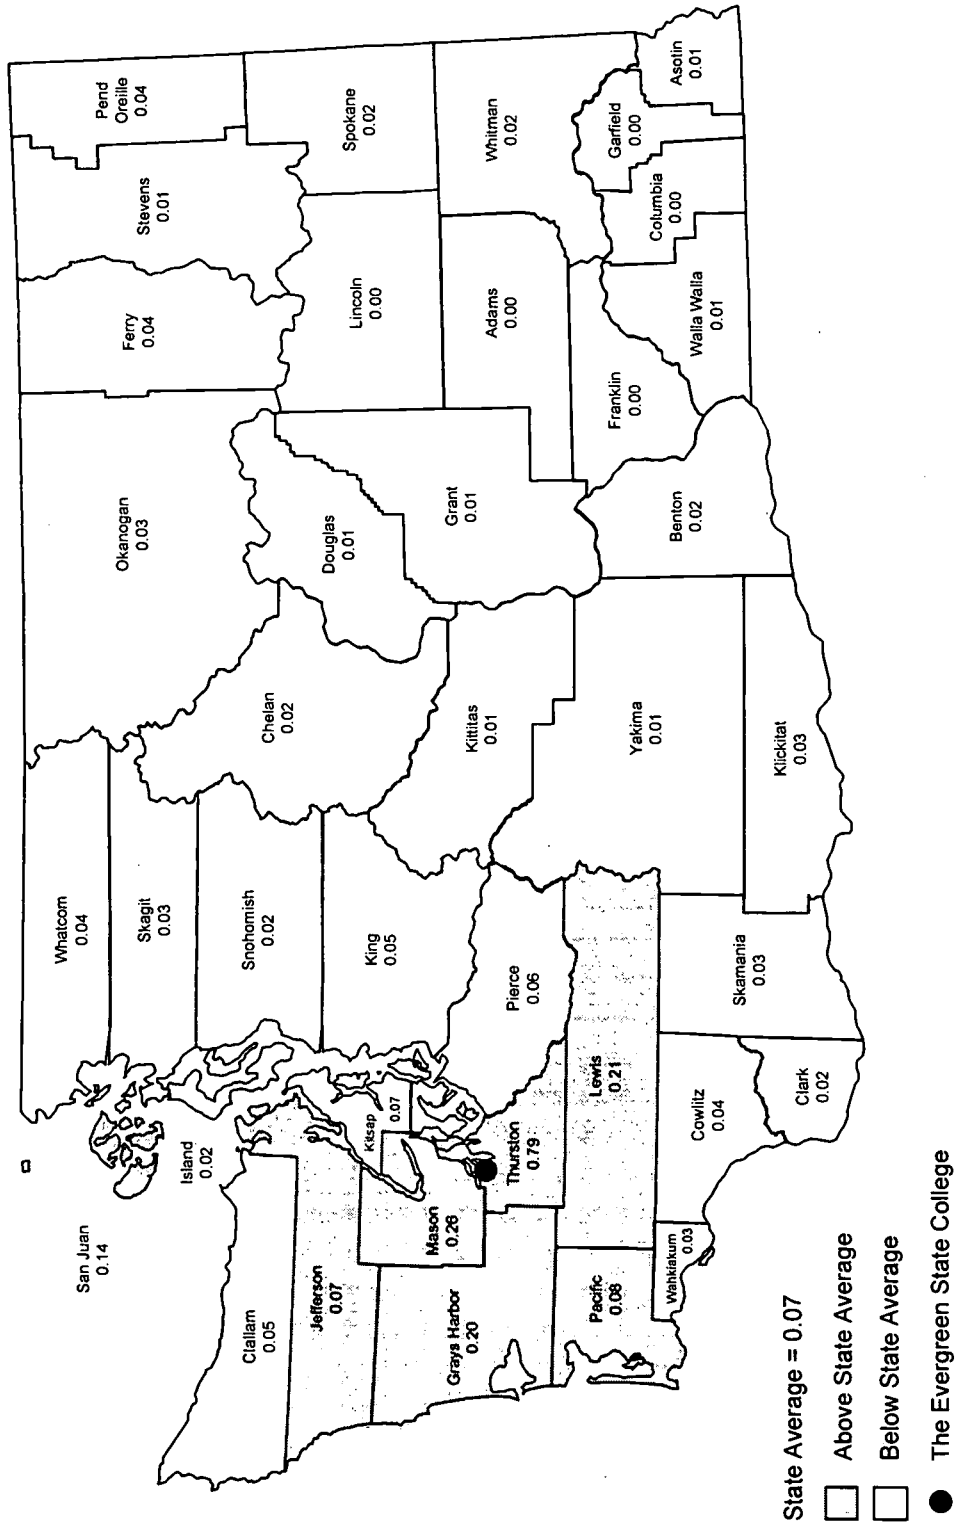 San Juan
0.14
Whatcom
0.04
Skagit
0.03
Island
0.02
Snohomish
0.02
Clallam
0.05
Jefferson
0.07
Kitsap
0.07
King
0.05
Mason
0.26
Grays Harbor
0.20
Thurston
0.79
Pierce
0.06
Pacific
0.08
Lewis
0.21
Wahkiakum
0.03
Cowlitz
0.04
Clark
0.02
Skamania
0.03
Okanogan
0.03
Chelan
0.02
Douglas
0.01
Kittitas
0.01
Grant
0.01
Yakima
0.01
Klickitat
0.03
Benton
0.02
Ferry
0.04
Stevens
0.01
Pend
Oreille
0.04
Lincoln
0.00
Spokane
0.02
Adams
0.00
Whitman
0.02
Franklin
0.00
Walla Walla
0.01
Columbia
0.00
Garfield
0.00
Asotin
0.01
State Average = 0.07
Above State Average
Below State Average
The Evergreen State College